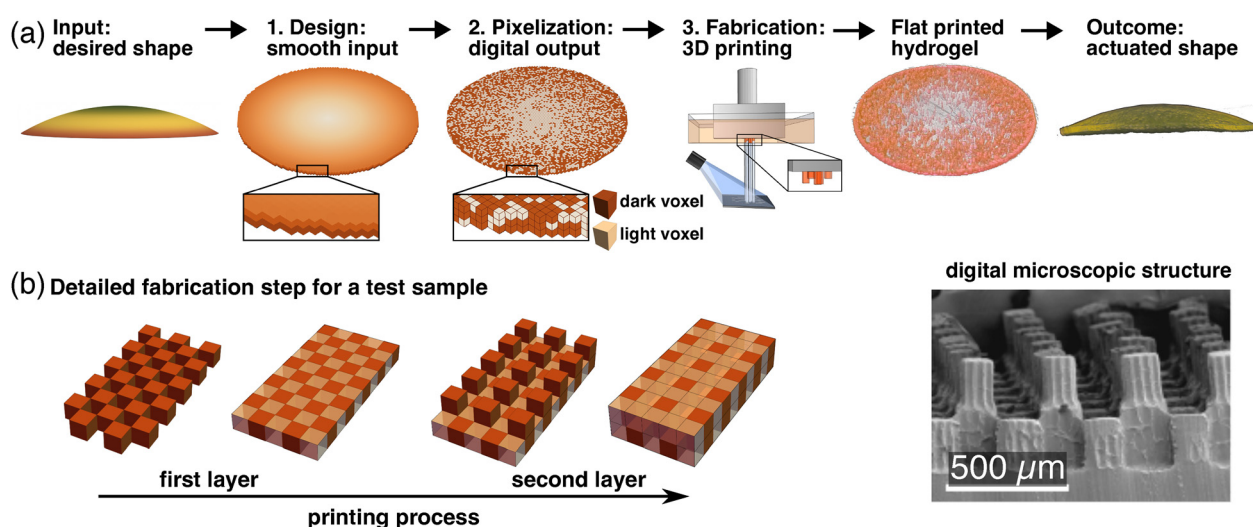 (a)
Input:
desired shape
1. Design:
smooth input
2. Pixelization:
digital output
3. Fabrication:
3D printing
Flat printed
hydrogel
Outcome:
actuated shape
dark voxel
light voxel
(b) Detailed fabrication step for a test sample
first layer
second layer
printing process
digital microscopic structure
500 µm